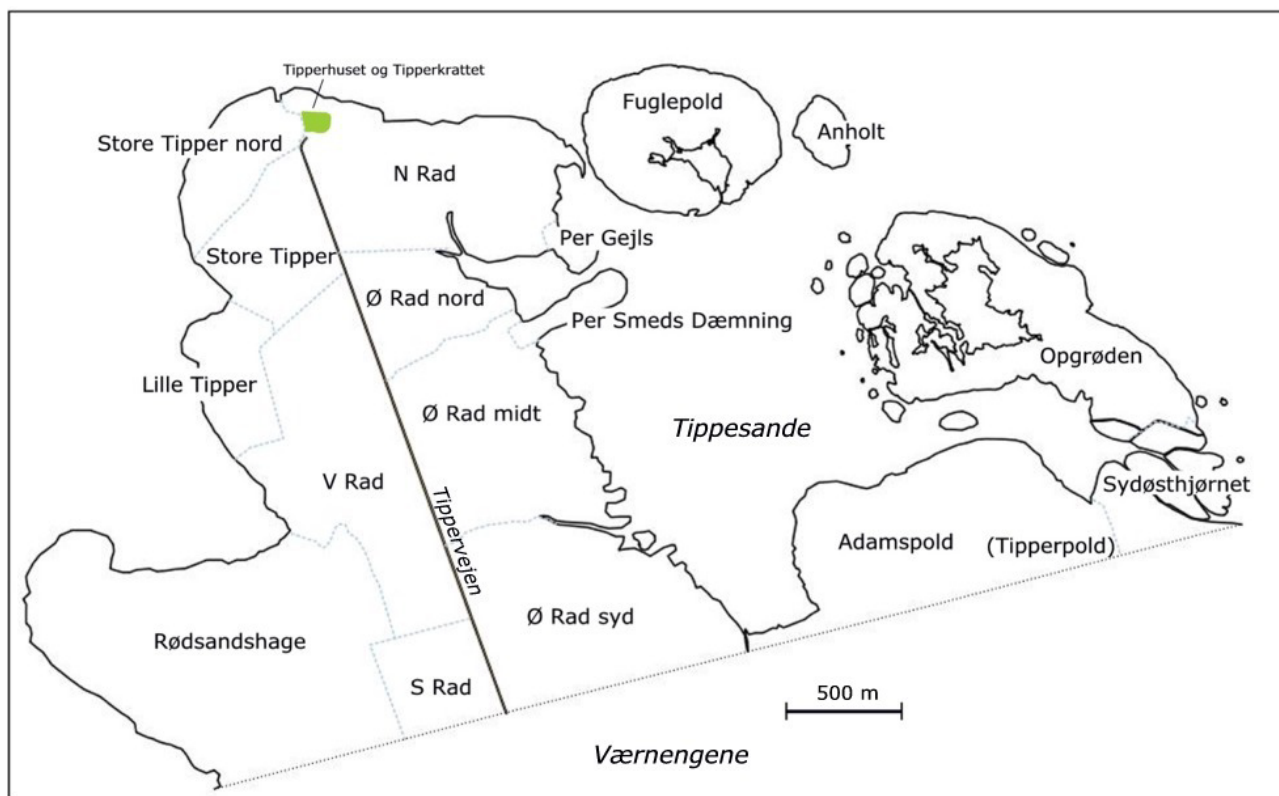 Tipperhuset og Tipperkrattet
Fuglepold
Anholt
Store Tipper nord
N Rad
Per Gejls
Store Tipper
Ø Rad nord
Per Smeds Dæmning
Opgrøden
Lille Tipper
Ø Rad midt
Tippesande
V Rad
Sydøsthjørnet
Tippervejen
Adamspold (Tipperpold)
Rødsandshage
Ø Rad syd
S Rad
500 m
Værnengene